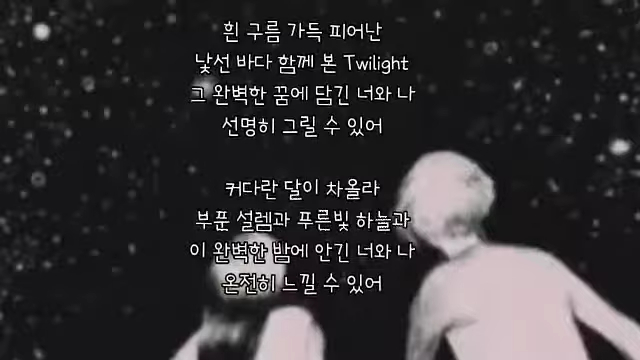 흰 구름 가득 피어난
낯선 바다 함께 본 Twilight
그 완벽한 꿈에 담긴 너와 나
선명히 그릴 수 있어
커다란 달이 차올라
부푼 설렘과 푸른빛 하늘과
이 완벽한 밤에 안긴 너와 나
온전히 느낄 수 있어